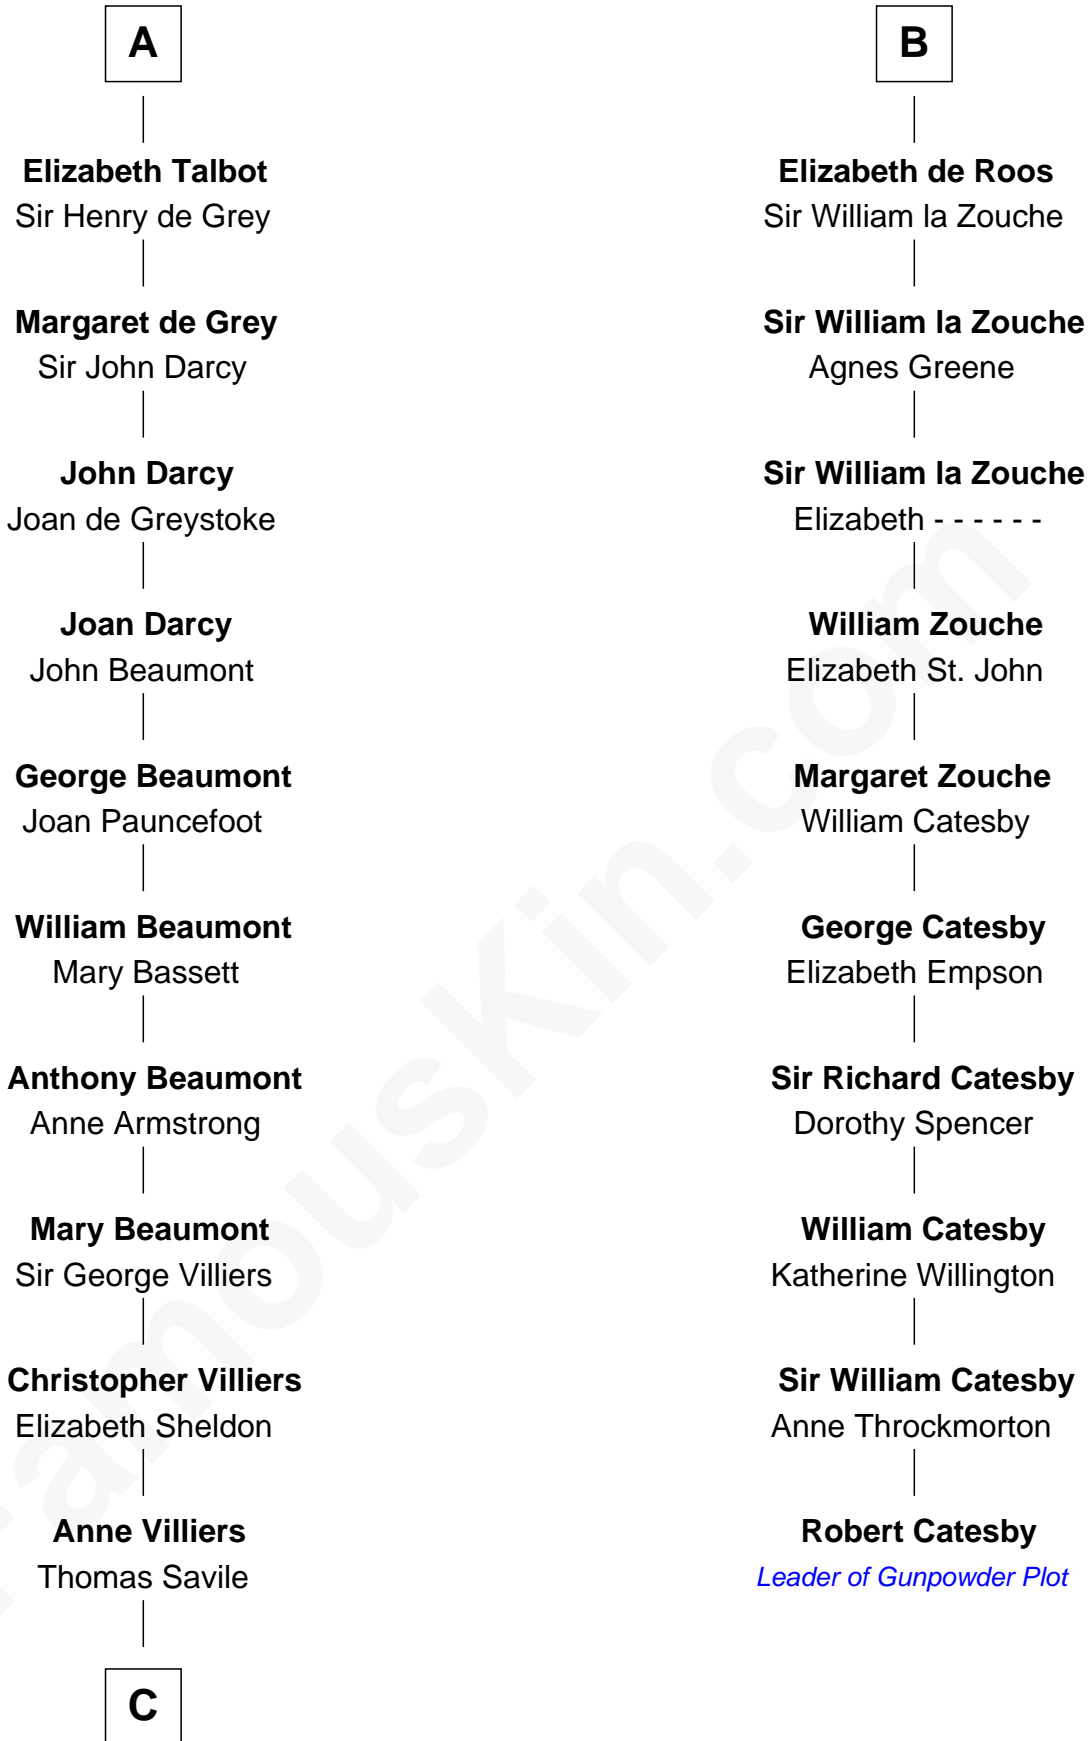 A
Elizabeth Talbot
Sir Henry de Grey
Margaret de Grey
Sir John Darcy
John Darcy
Joan de Greystoke
Joan Darcy
John Beaumont
George Beaumont
Joan Pauncefoot
William Beaumont
Mary Bassett
Anthony Beaumont
Anne Armstrong
Mary Beaumont
Sir George Villiers
Christopher Villiers
Elizabeth Sheldon
Anne Villiers
Thomas Savile
C
B
Elizabeth de Roos
Sir William la Zouche
Sir William la Zouche
Agnes Greene
Sir William la Zouche
Elizabeth - - - - - -
William Zouche
Elizabeth St. John
Margaret Zouche
William Catesby
George Catesby
Elizabeth Empson
Sir Richard Catesby
Dorothy Spencer
William Catesby
Katherine Willington
Sir William Catesby
Anne Throckmorton
Robert Catesby
Leader of Gunpowder Plot
FamousKin.com